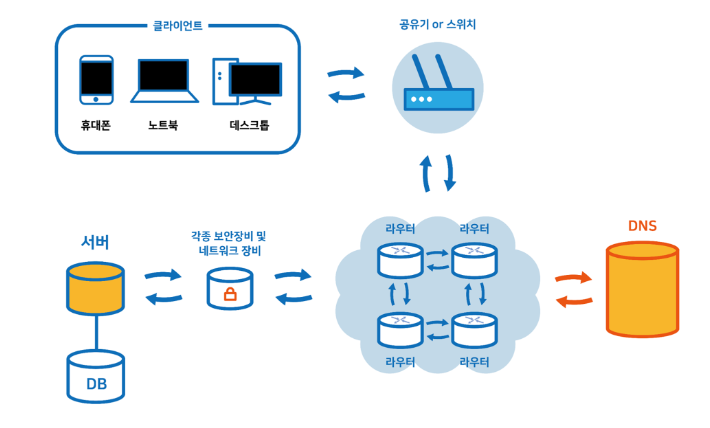 클라이언트
공유기 or 스위치
휴대폰
노트북
데스크톱
서버
각종 보안장비 및
네트워크 장비
라우터
라우터
DNS
DB
라우터
라우터